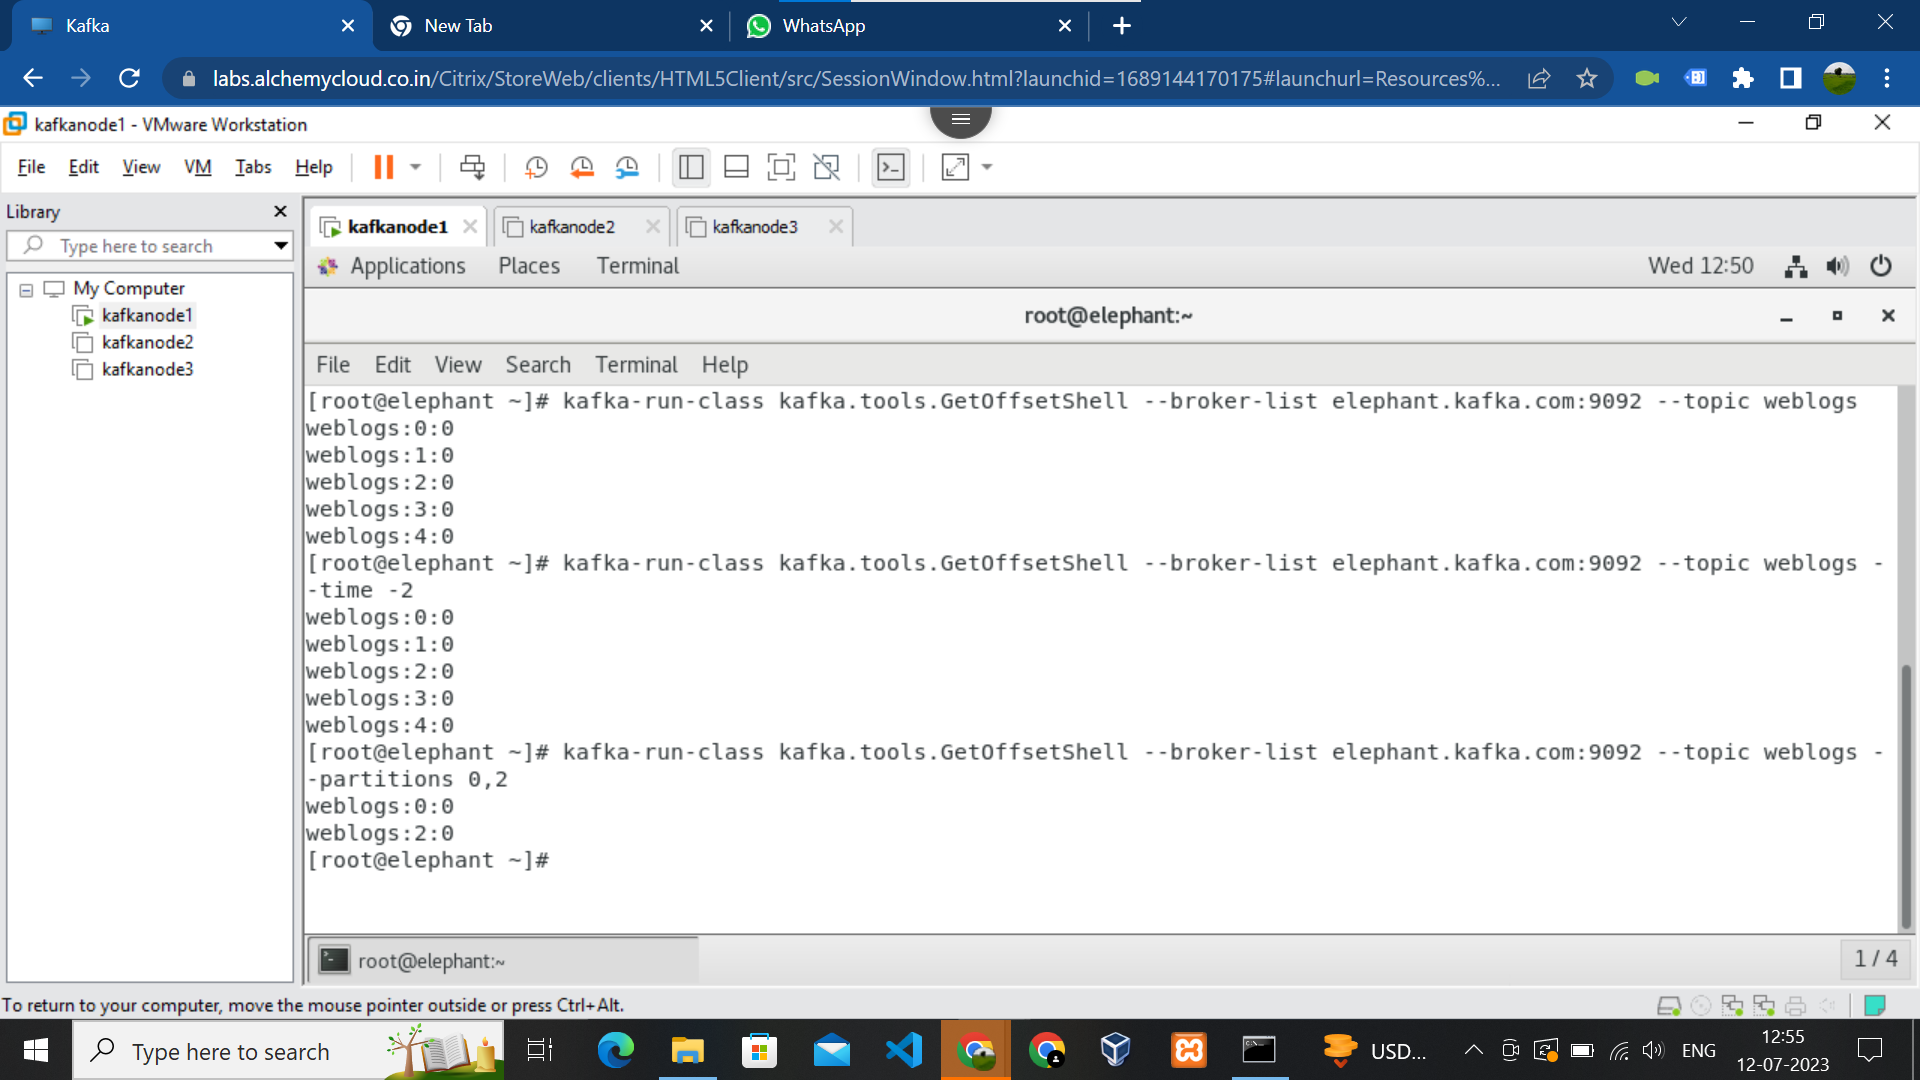 Kafka
New Tab
WhatsApp
labs.alchemycloud.co.in/Citrix/StoreWeb/clients/HTML5Client/src/SessionWindow.html?launchid=1689144170175#launchurl=Resources%...
kafkanode1 - VMware Workstation
File Edit View VM Tabs Help
Library
Type here to search
My Computer
kafkanode1
kafkanode2
kafkanode3
kafkanode1
kafkanode2
kafkanode3
Applications Places Terminal
Wed 12:50
root@elephant:~
File Edit View Search Terminal Help
[root@elephant ~]# kafka-run-class kafka.tools.GetOffsetShell --broker-list elephant.kafka.com:9092 --topic weblogs
weblogs:0:0
weblogs:1:0
weblogs:2:0
weblogs:3:0
weblogs:4:0
[root@elephant ~]# kafka-run-class kafka.tools.GetOffsetShell --broker-list elephant.kafka.com:9092 --topic weblogs -
-time -2
weblogs:0:0
weblogs:1:0
weblogs:2:0
weblogs:3:0
weblogs:4:0
[root@elephant ~]# kafka-run-class kafka.tools.GetOffsetShell --broker-list elephant.kafka.com:9092 --topic weblogs -
-partitions 0,2
weblogs:0:0
weblogs:2:0
[root@elephant ~]#
root@elephant:~
1 / 4
To return to your computer, move the mouse pointer outside or press Ctrl+Alt.
Type here to search
USD...
ENG
12:55
12-07-2023